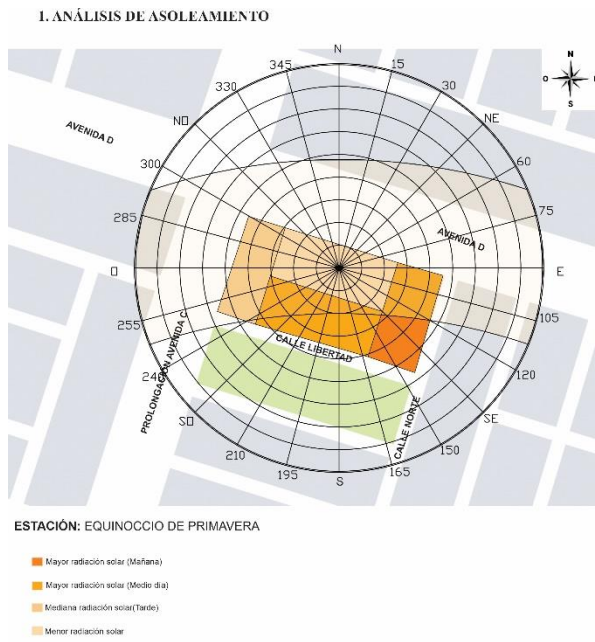 1. ANÁLISIS DE ASOLEAMIENTO
N
345
15
330
30
NO
NE
AVENIDA D
300
60
285
75
AVENIDA D
O
E
255
105
CALLE LIBERTAD
PROLONGACIÓN AVENIDA C
240
120
SO
SE
CALLE NORTE
210
150
195
165
S
N
O
S
ESTACIÓN: EQUINOCCIO DE PRIMAVERA
Mayor radiación solar (Mañana)
Mayor radiación solar (Medio día)
Mediana radiación solar(Tarde)
Menor radiación solar